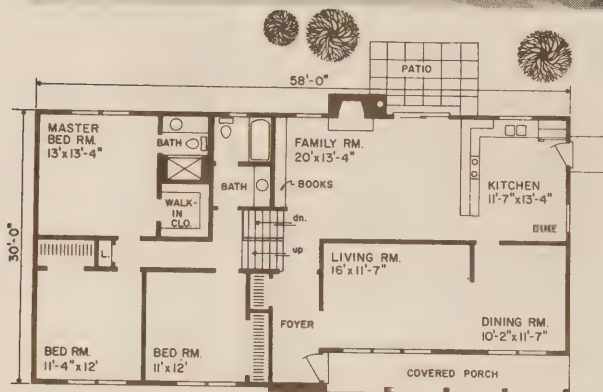 58'-0"
PATIO
MASTER
BED RM.
13'x13'-4"
BATH
BATH
FAMILY RM.
20'x13'-4"
BOOKS
KITCHEN
11'-7"x13'-4"
WALK-
IN
CLO.
30'-0"
L.
dn.
up
LIVING RM.
16'x11'-7"
BED RM.
11'-4"x12'
BED RM.
11'x12'
FOYER
DINING RM.
10'-2"x11'-7"
COVERED PORCH